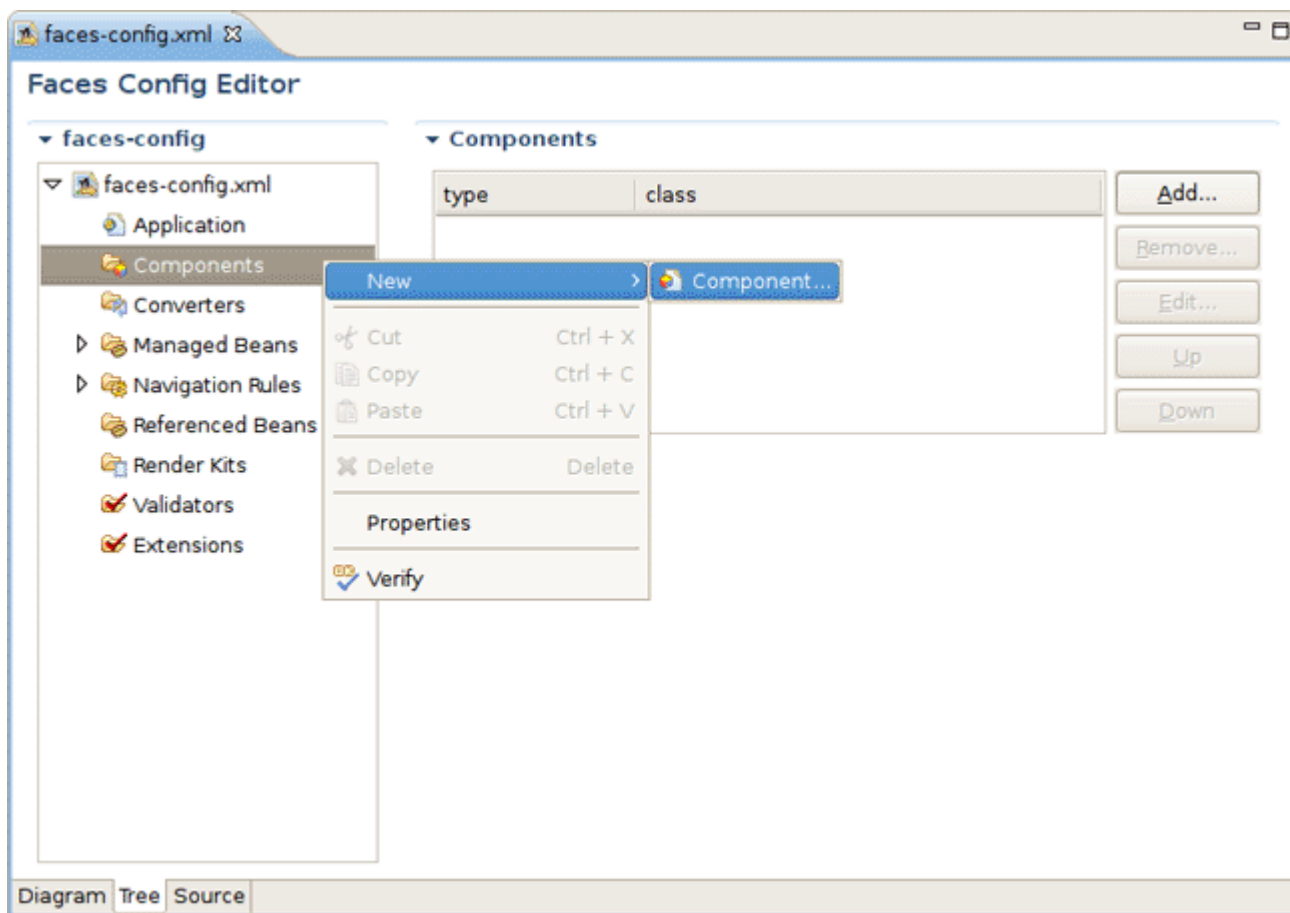 faces-config.xml
Faces Config Editor
faces-config
faces-config.xml
Application
Components
Converters
Managed Beans
Navigation Rules
Referenced Beans
Render Kits
Validators
Extensions
Components
type class
Add...
Remove...
Edit...
Up
Down
New
Component...
Cut Ctrl + X
Copy Ctrl + C
Paste Ctrl + V
Delete Delete
Properties
Verify
Diagram Tree Source